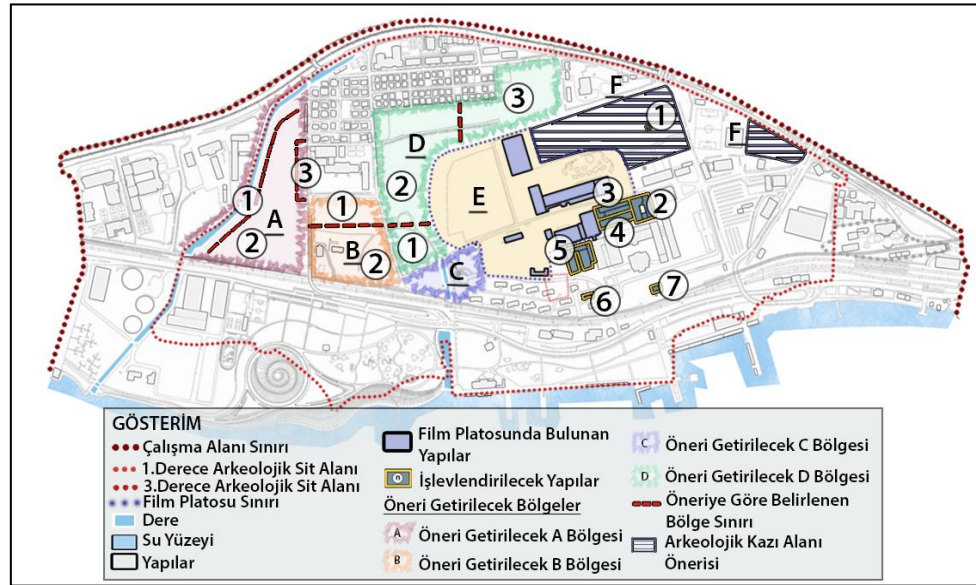 F
1
F
3
D
3
2
E
3
2
4
1
A
2
1
B
2
1
C
5
6
7
GÖSTERİM
Çalışma Alanı Sınırı
1.Derece Arkeolojik Sit Alanı
3.Derece Arkeolojik Sit Alanı
Film Platosu Sınırı
Dere
Su Yüzeyi
Yapılar
Film Platosunda Bulunan
Yapılar
n İşlevlendirilecek Yapılar
Öneri Getirilecek Bölgeler
A Öneri Getirilecek A Bölgesi
B Öneri Getirilecek B Bölgesi
C Öneri Getirilecek C Bölgesi
D Öneri Getirilecek D Bölgesi
Öneriye Göre Belirlenen
Bölge Sınırı
Arkeolojik Kazı Alanı
Önerisi